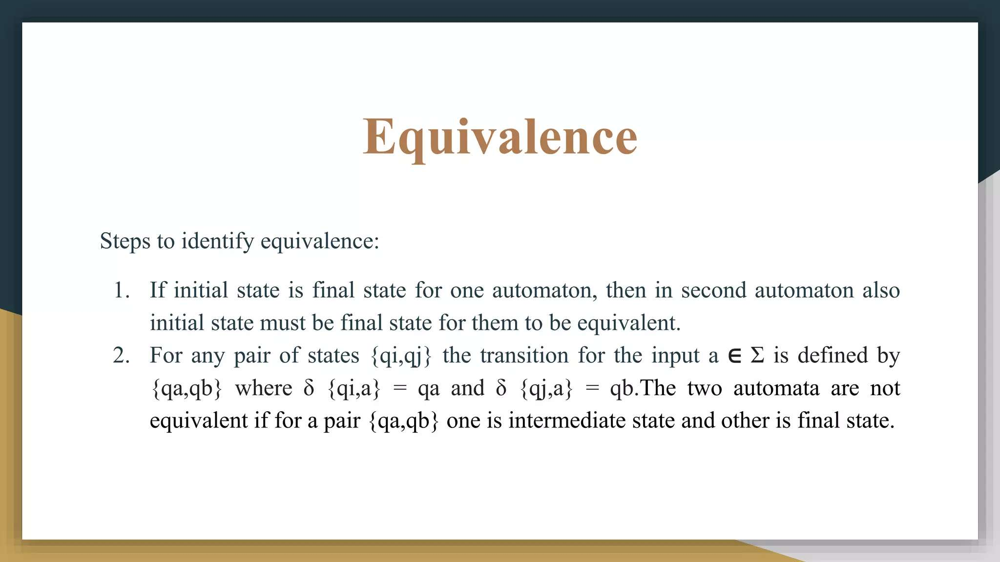 Equivalence
Steps to identify equivalence:
1. If initial state is final state for one automaton, then in second automaton also
initial state must be final state for them to be equivalent.
2. For any pair of states {qi,qj} the transition for the input a ∈ Σ is defined by
{qa,qb} where δ {qi,a} = qa and δ {qj,a} = qb.The two automata are not
equivalent if for a pair {qa,qb} one is intermediate state and other is final state.